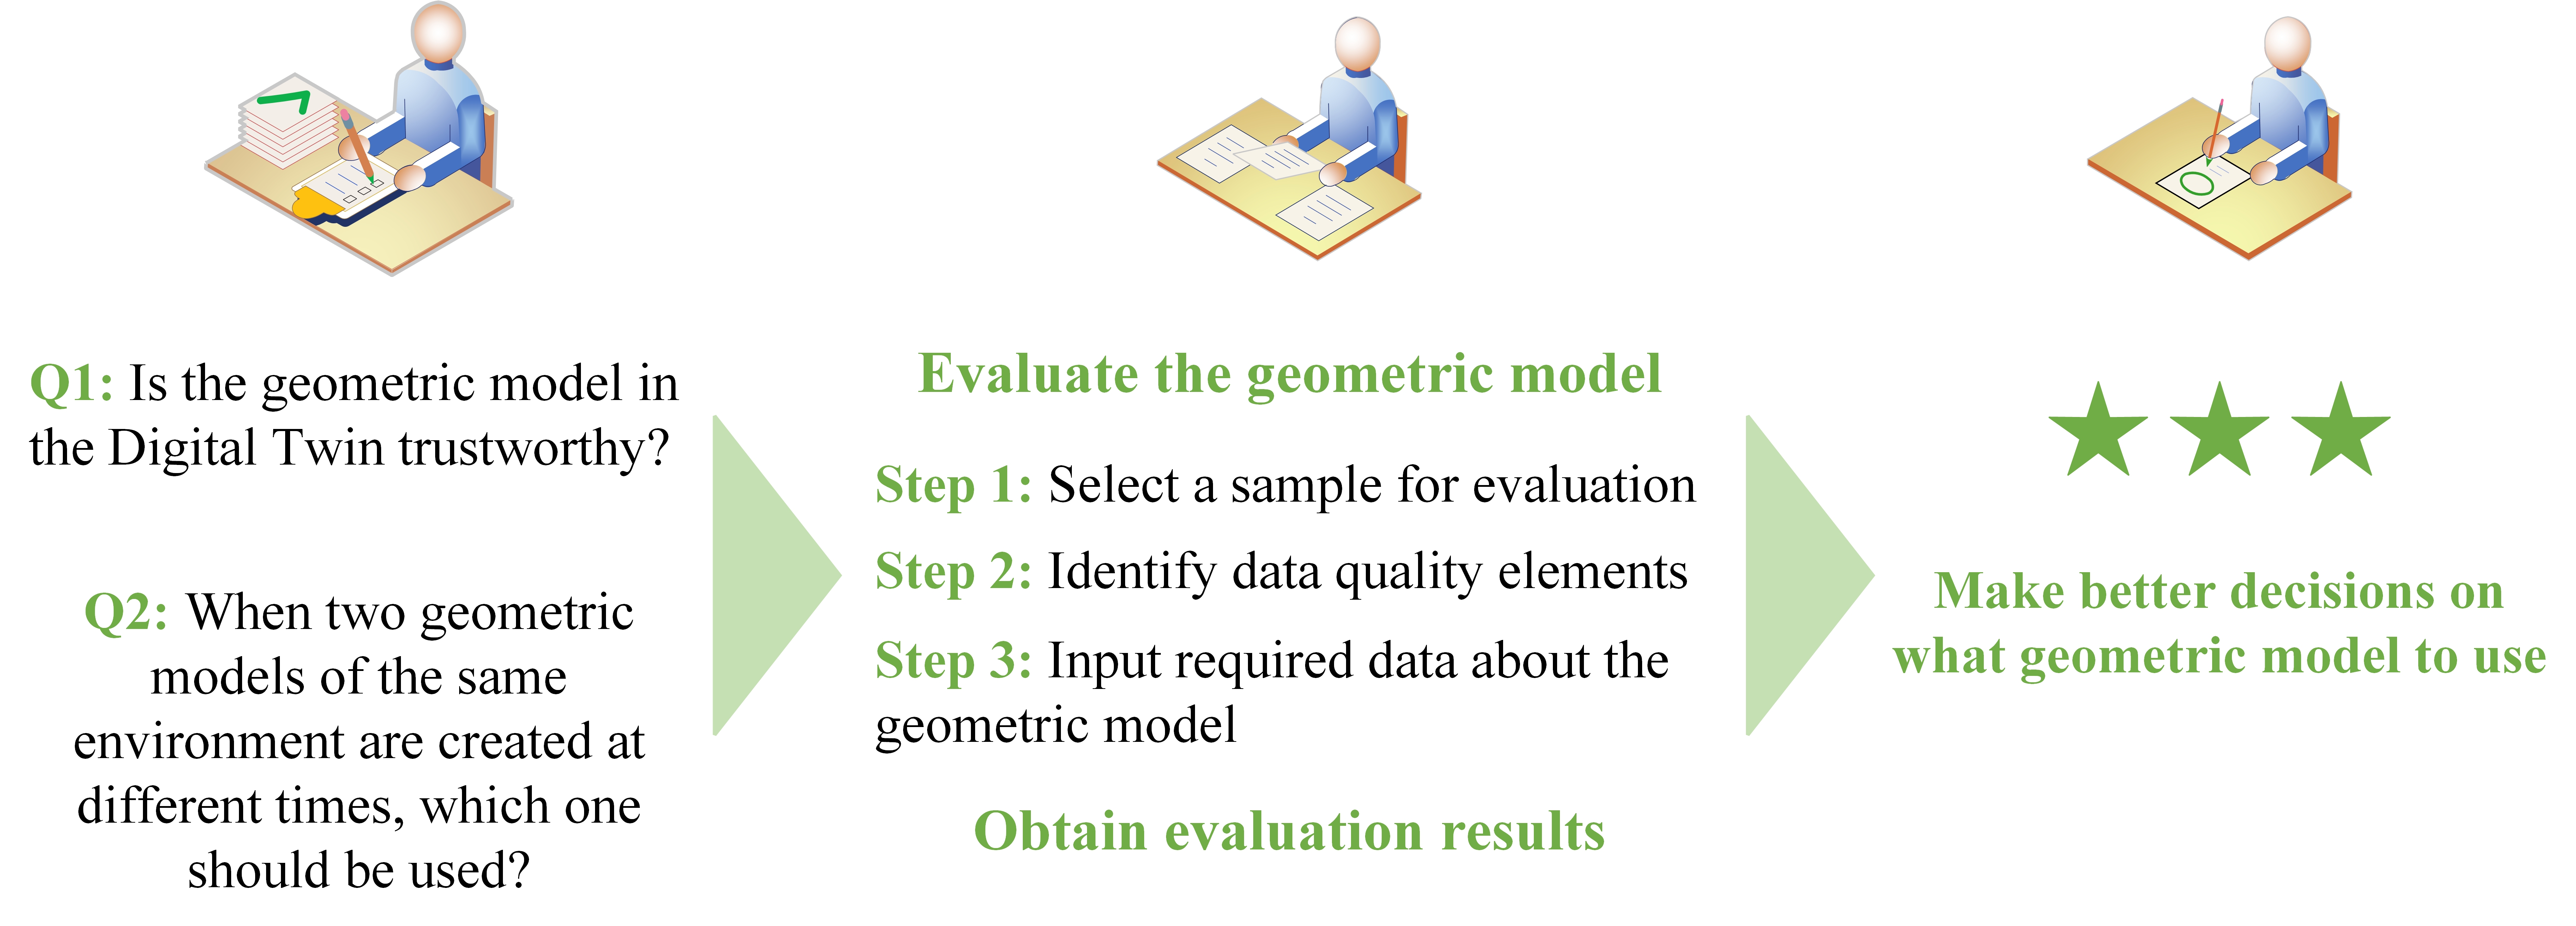 Q1: Is the geometric model in
the Digital Twin trustworthy?
Q2: When two geometric
models of the same
environment are created at
different times, which one
should be used?
Evaluate the geometric model
Step 1: Select a sample for evaluation
Step 2: Identify data quality elements
Step 3: Input required data about the
geometric model
Obtain evaluation results
Make better decisions on
what geometric model to use